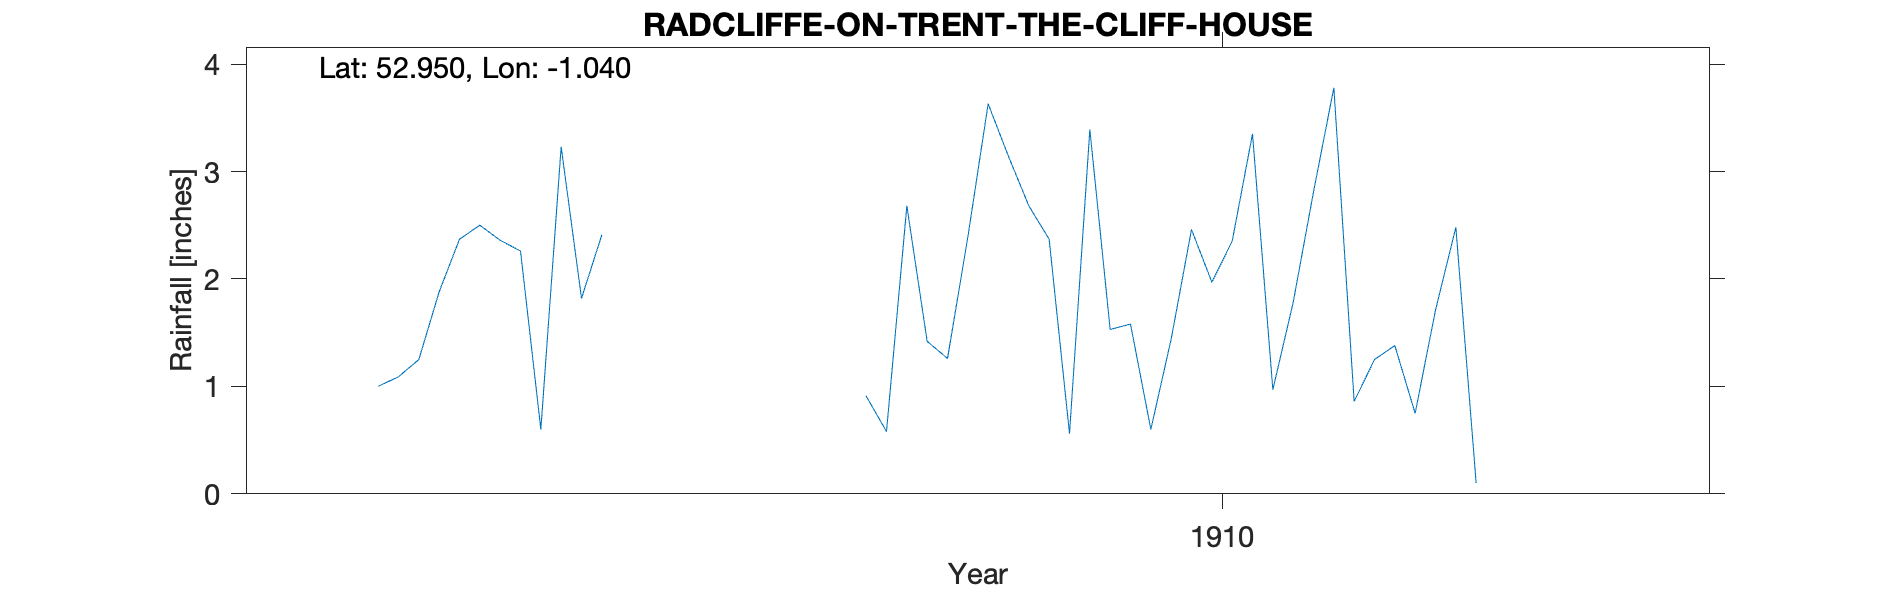 RADCLIFFE-ON-TRENT-THE-CLIFF-HOUSE
Lat: 52.950, Lon: -1.040
4
3
2
1
0
Rainfall [inches]
1910
Year